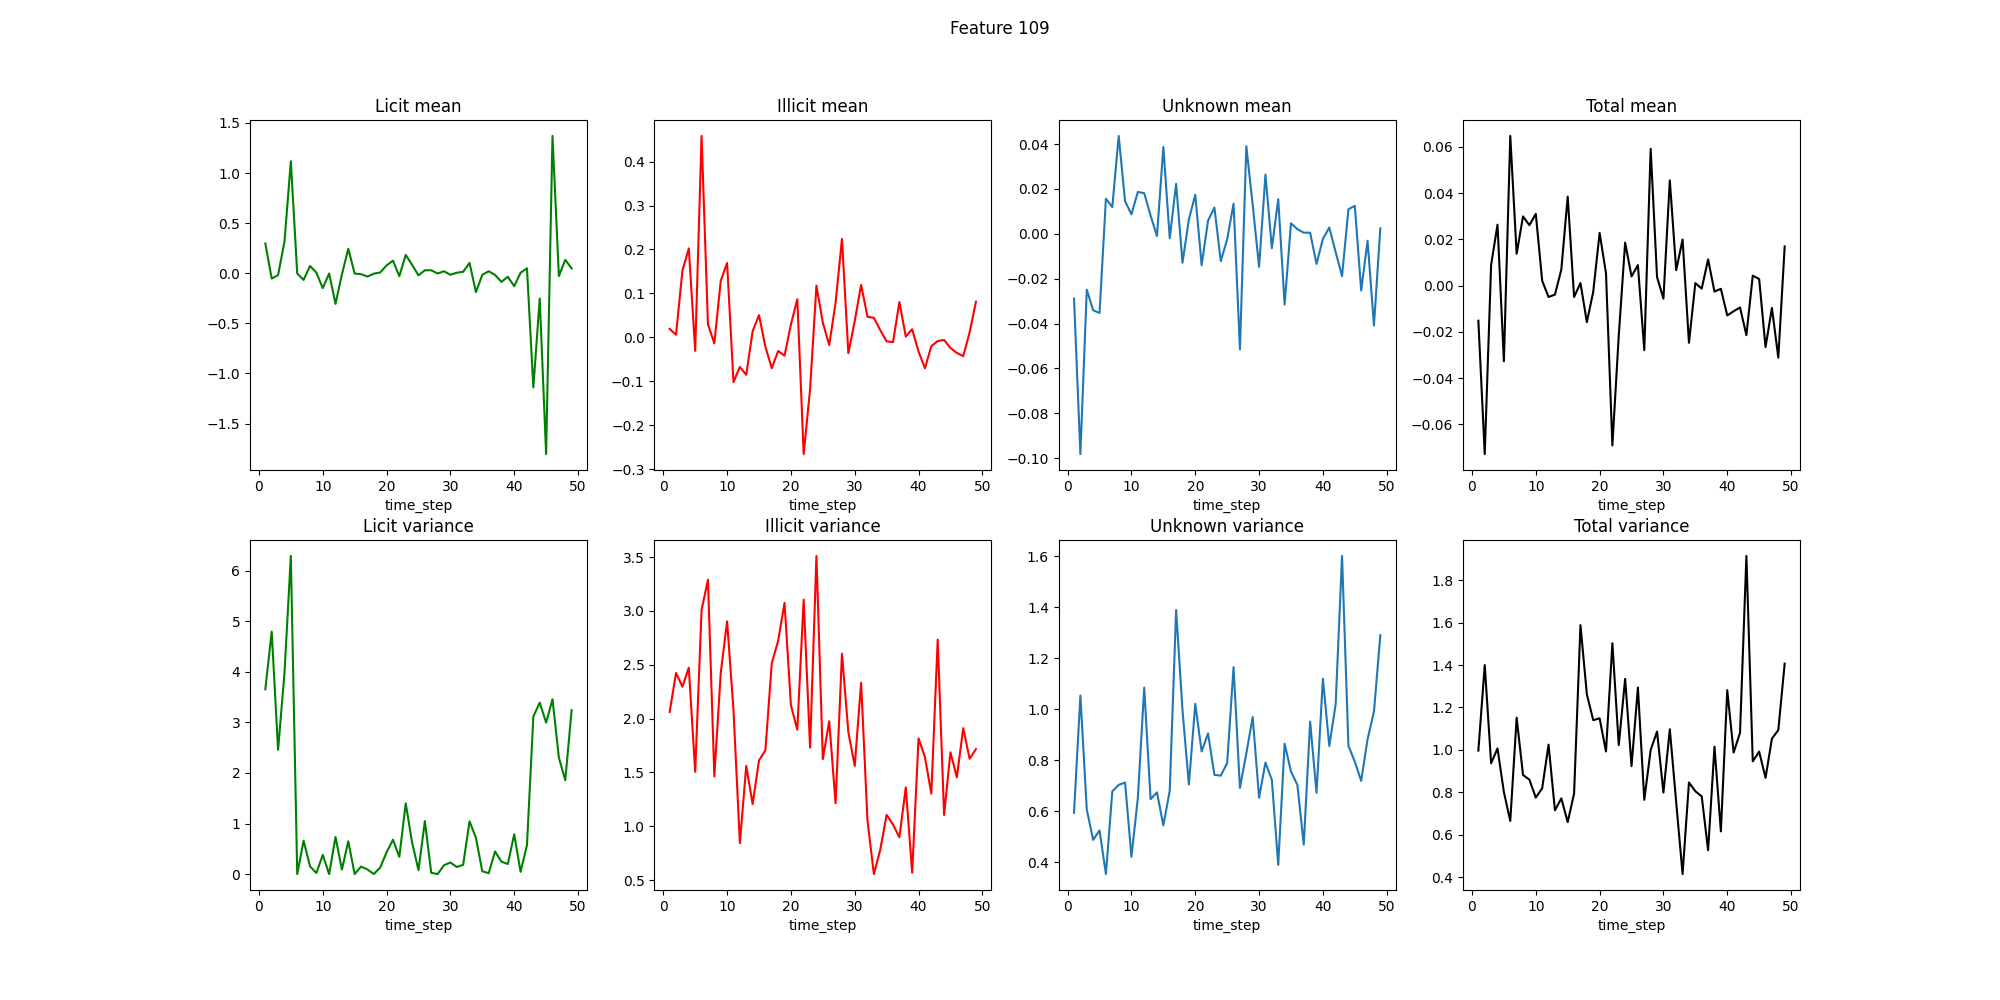 Feature 109
Licit mean
Illicit mean
Unknown mean
Total mean
1.5
1.0
0.5
0.0
−0.5
−1.0
−1.5
0 10 20 30 40 50
time_step
0.4
0.3
0.2
0.1
0.0
−0.1
−0.2
−0.3
0 10 20 30 40 50
time_step
0.04
0.02
0.00
−0.02
−0.04
−0.06
−0.08
−0.10
0 10 20 30 40 50
time_step
0.06
0.04
0.02
0.00
−0.02
−0.04
−0.06
0 10 20 30 40 50
time_step
Licit variance
Illicit variance
Unknown variance
Total variance
6
5
4
3
2
1
0
0 10 20 30 40 50
time_step
3.5
3.0
2.5
2.0
1.5
1.0
0.5
0 10 20 30 40 50
time_step
1.6
1.4
1.2
1.0
0.8
0.6
0.4
0 10 20 30 40 50
time_step
1.8
1.6
1.4
1.2
1.0
0.8
0.6
0.4
0 10 20 30 40 50
time_step